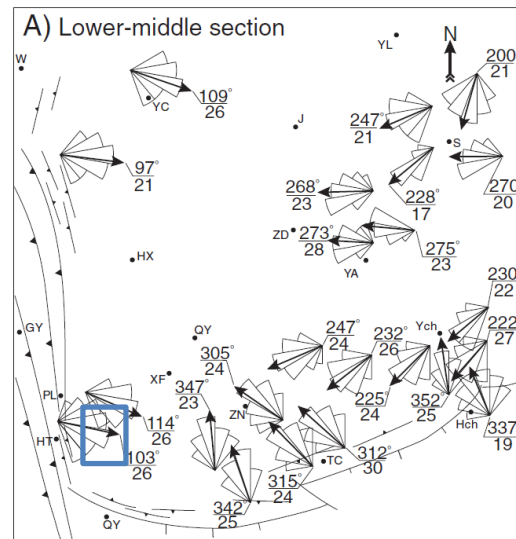 A) Lower-middle section
W
YL
N
200°
21
109°
26
YC
247°
21
J
S
97°
21
268°
23
228°
17
270°
20
ZD
273°
28
275°
23
HX
YA
230
22
GY
QY
247°
24
232°
26
Ych
222
27
305°
24
XF
347°
23
PL
225°
24
352°
25
ZN
114°
26
Hch
337
19
HT
103°
26
312°
30
TC
315°
24
342°
25
QY